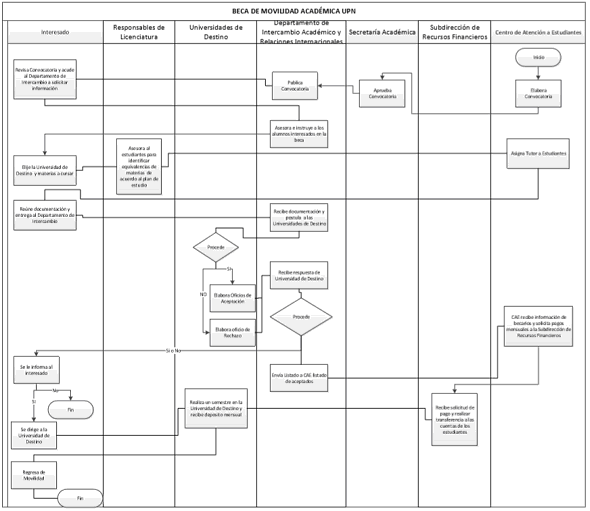 BECA DE MOVILIDAD ACADÉMICA UPN
Interesado
Responsables de
Licenciatura
Universidades de
Destino
Departamento de
Intercambio Académico y
Relaciones Internacionales
Secretaría Académica
Subdirección de
Recursos Financieros
Centro de Atención a Estudiantes
Inicio
Elabora
Convocatoria
Aprueba
Convocatoria
Publica
Convocatoria
Revisa Convocatoria y acude
al Departamento de
Intercambio a solicitar
información
Asesora e instruye a los
alumnos interesados en la
beca
Asigna Tutor a Estudiantes
Asesora al
estudiantes para
identificar
equivalencias de
materias de
acuerdo al plan de
estudio
Elije la Universidad de
Destino y materias a cursar
Reúne documentación y
entrega al Departamento de
Intercambio
Recibe documentación y
postula a las
Universidades de Destino
Procede
Si
NO
Elabora Oficios de
Aceptación
Elabora oficio de
Rechazo
Recibe respuesta de
Universidad de Destino
Procede
Si o No
Envía Listado a CAE listado
de aceptados
CAE recibe información de
becarios y solicita pagos
mensuales a la Subdirección de
Recursos Financieros
Se le informa al
interesado
No
Fin
Si
Se dirige a la
Universidad de
Destino
Realiza en semestre en la
Universidad de Destino y
recibe deposito mensual
Recibe solicitud de
pago y realizar
transferencia a las
cuentas de los
estudiantes
Regresa de
Movilidad
Fin